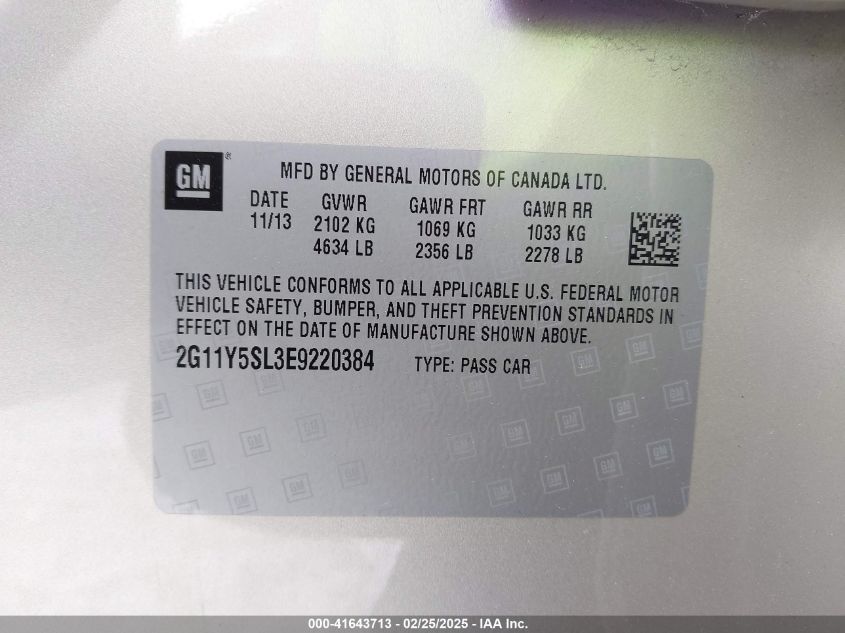 GM®
MFD BY GENERAL MOTORS OF CANADA LTD.
DATE GVWR GAWR FRT GAWR RR
11/13 2102 KG 1069 KG 1033 KG
4634 LB 2356 LB 2278 LB
THIS VEHICLE CONFORMS TO ALL APPLICABLE U.S. FEDERAL MOTOR
VEHICLE SAFETY, BUMPER, AND THEFT PREVENTION STANDARDS IN
EFFECT ON THE DATE OF MANUFACTURE SHOWN ABOVE.
2G11Y5SL3E9220384 TYPE: PASS CAR
000-41643713 - 02/25/2025 - IAA Inc.